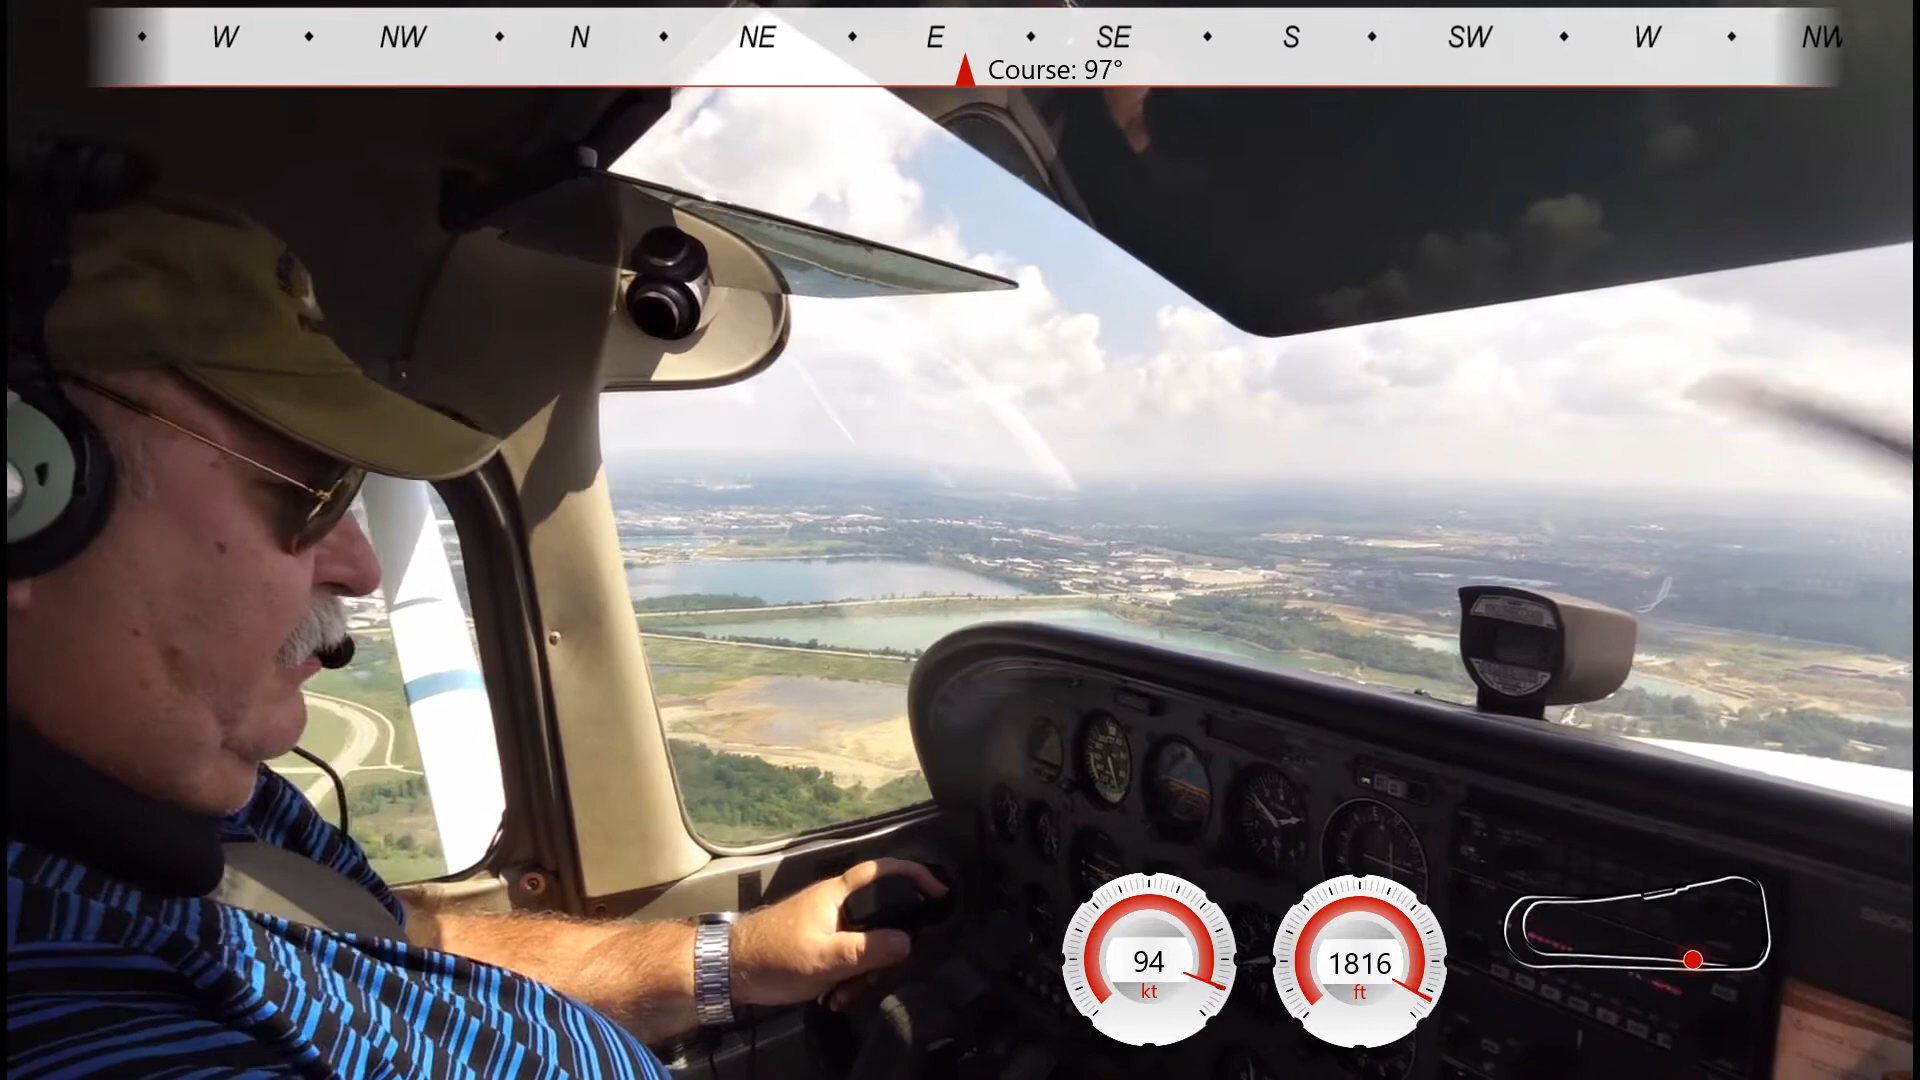 W NW N NE E SE S SW W NW
Course: 97°
94
kt
1816
ft